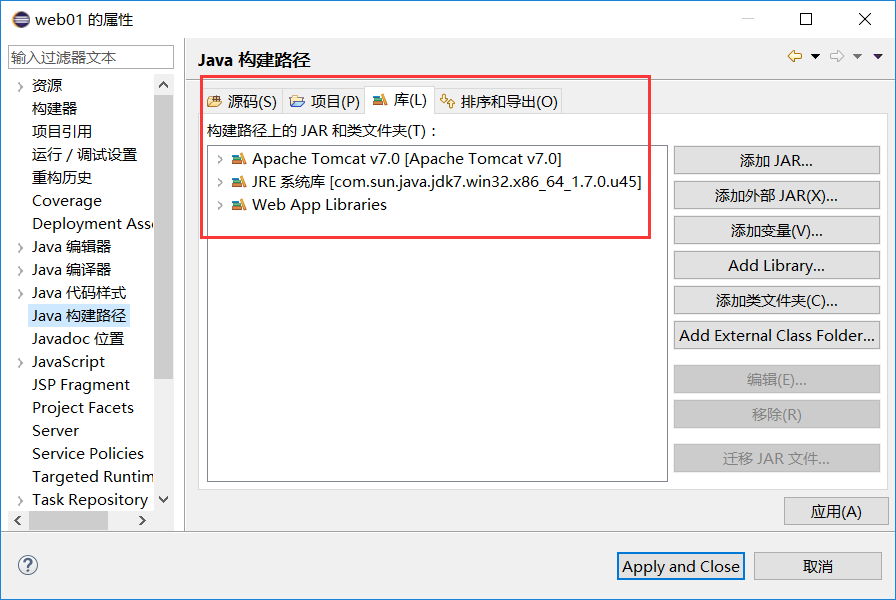 web01 的属性
输入过滤器文本
资源
构建器
项目引用
运行 / 调试设置
重构历史
Coverage
Deployment Asse
Java 编辑器
Java 编译器
Java 代码样式
Java 构建路径
Javadoc 位置
JavaScript
JSP Fragment
Project Facets
Server
Service Policies
Targeted Runtim
Task Repository
Java 构建路径
源码(S)
项目(P)
库(L)
排序和导出(O)
构建路径上的 JAR 和类文件夹(T)：
Apache Tomcat v7.0 [Apache Tomcat v7.0]
JRE 系统库 [com.sun.java.jdk7.win32.x86_64_1.7.0.u45]
Web App Libraries
添加 JAR...
添加外部 JAR(X)...
添加变量(V)...
Add Library...
添加类文件夹(C)...
Add External Class Folder...
编辑(E)...
移除(R)
迁移 JAR 文件...
应用(A)
Apply and Close
取消